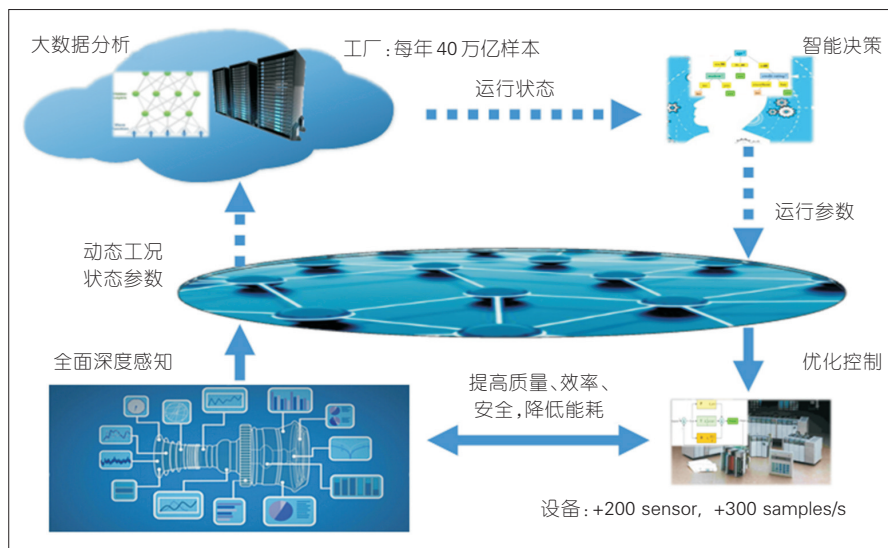 大数据分析
工厂:每年40万亿样本
智能决策
运行状态
运行参数
动态工况
状态参数
全面深度感知
优化控制
提高质量、效率、
安全,降低能耗
设备:+200 sensor, +300 samples/s